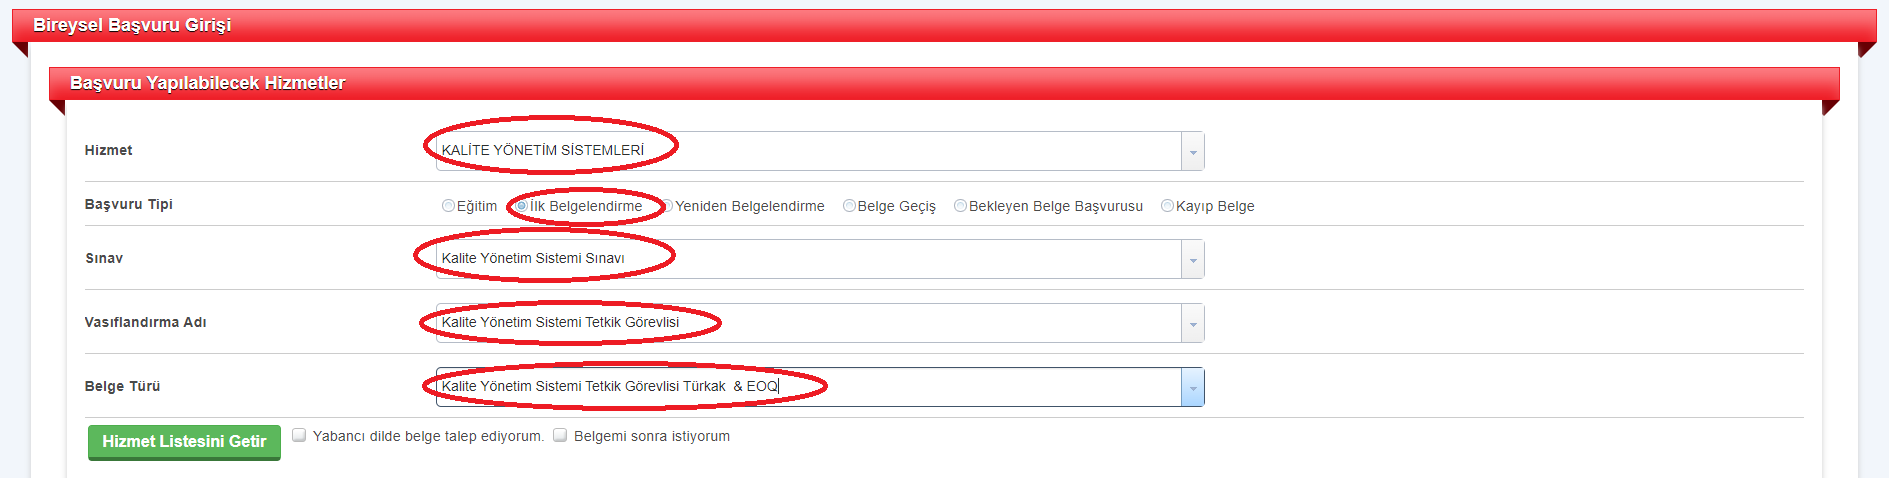 Bireysel Başvuru Girişi
Başvuru Yapılabilecek Hizmetler
Hizmet KALİTE YÖNETİM SİSTEMLERİ
Başvuru Tipi Eğitim İlk Belgelendirme Yeniden Belgelendirme Belge Geçiş Bekleyen Belge Başvurusu Kayıp Belge
Sınav Kalite Yönetim Sistemi Sınavı
Vasıflandırma Adı Kalite Yönetim Sistemi Tetkik Görevlisi
Belge Türü Kalite Yönetim Sistemi Tetkik Görevlisi Türkak & EOQ
Hizmet Listesini Getir Yabancı dilde belge talep ediyorum. Belgemi sonra istiyorum